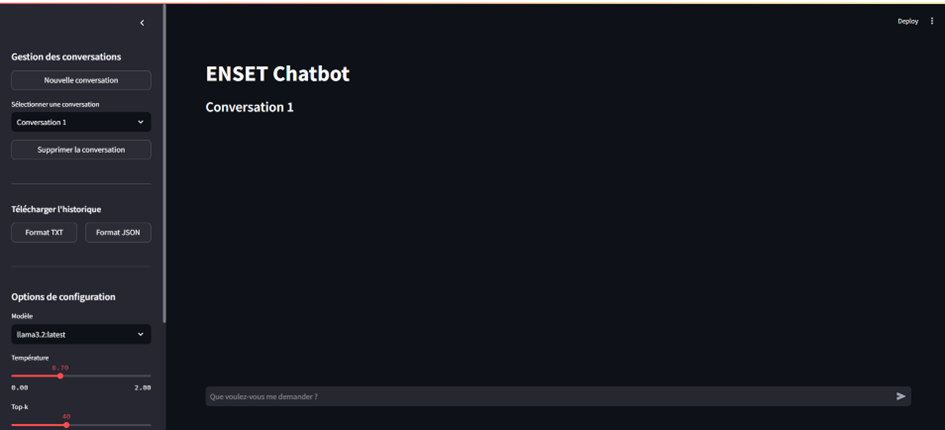 Deploy
Gestion des conversations
Nouvelle conversation
Sélectionner une conversation
Conversation 1
Supprimer la conversation
Télécharger l'historique
Format TXT
Format JSON
Options de configuration
Modèle
llama3.2:latest
Température
0.70
0.00 2.00
Top-k
40
ENSET Chatbot
Conversation 1
Que voulez-vous me demander ?